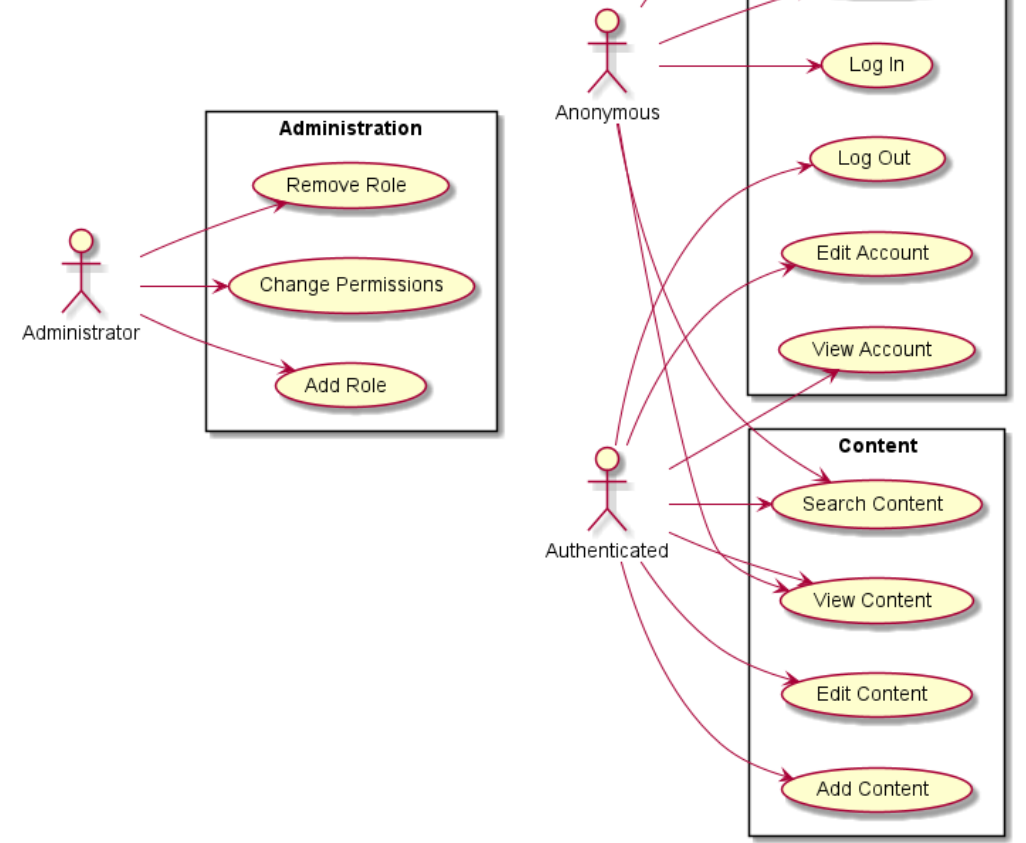 Administration
Remove Role
Change Permissions
Add Role
Administrator
Anonymous
Log In
Log Out
Edit Account
View Account
Authenticated
Content
Search Content
View Content
Edit Content
Add Content